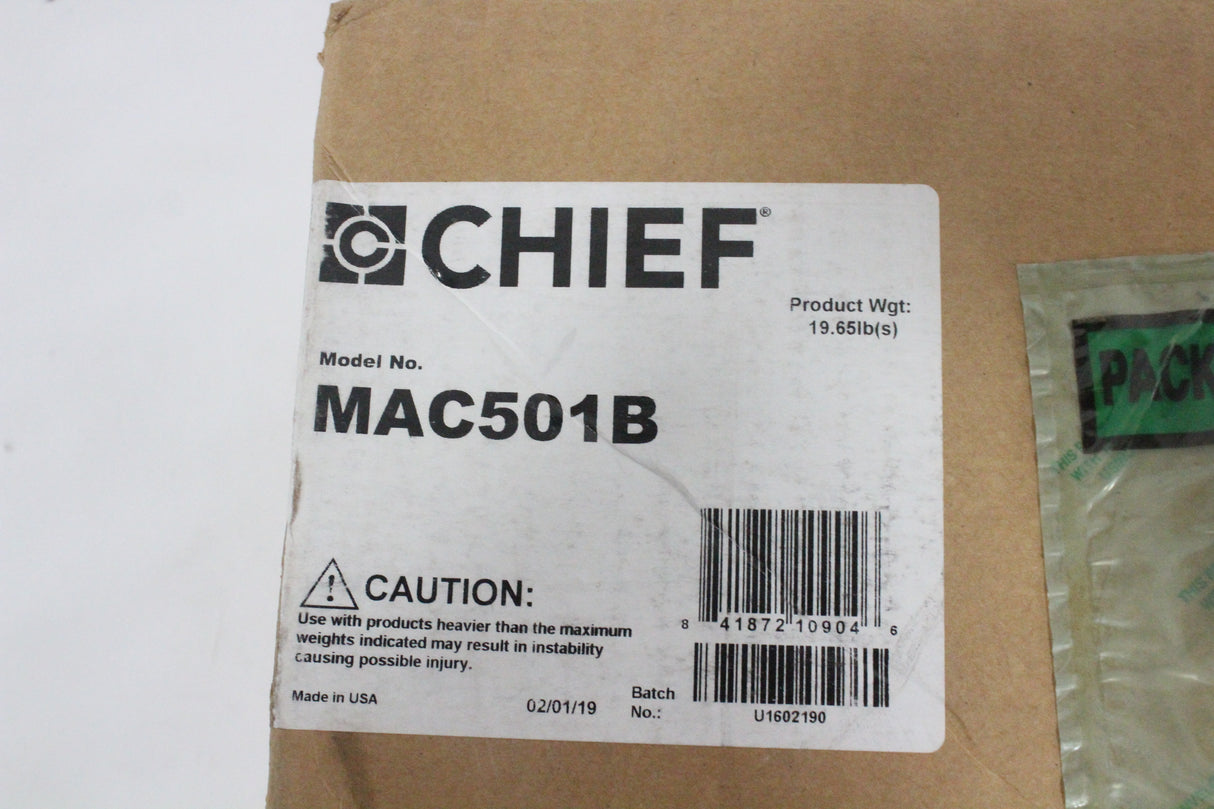 C CHIEF®
Product Wgt:
19.65lb(s)
Model No.
MAC501B
CAUTION:
Use with products heavier than the maximum
weights indicated may result in instability
causing possible injury.
8 41872 10904 6
Made in USA
02/01/19
Batch
No.:
U1602190
PACK